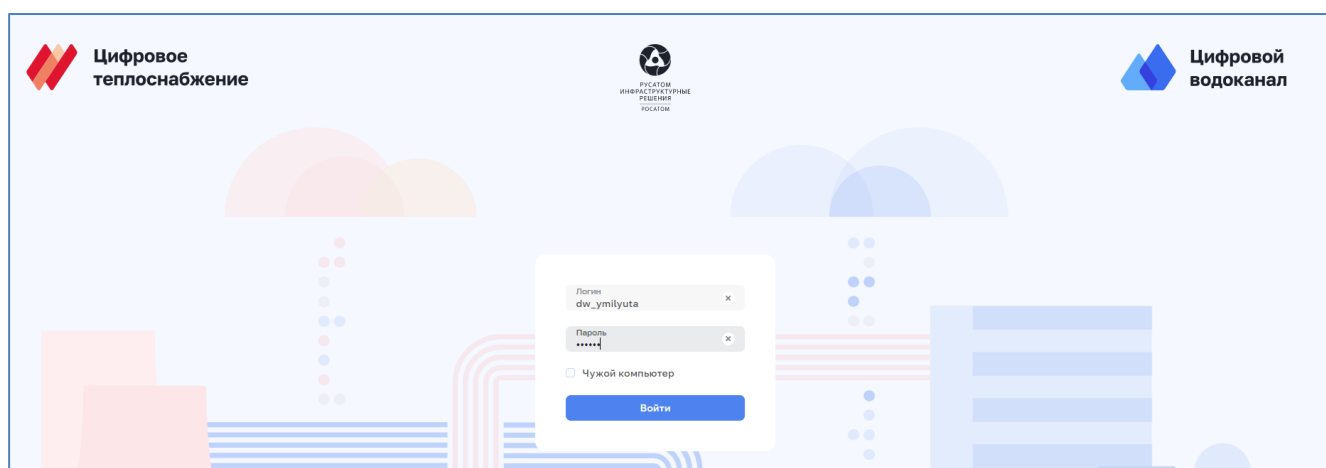 Цифровое
теплоснабжение
РУСАТОМ
ИНФРАСТРУКТУРНЫЕ
РЕШЕНИЯ
РОСАТОМ
Цифровой
водоканал
Логин
dw_ymilyuta
Пароль
••••••
Чужой компьютер
Войти